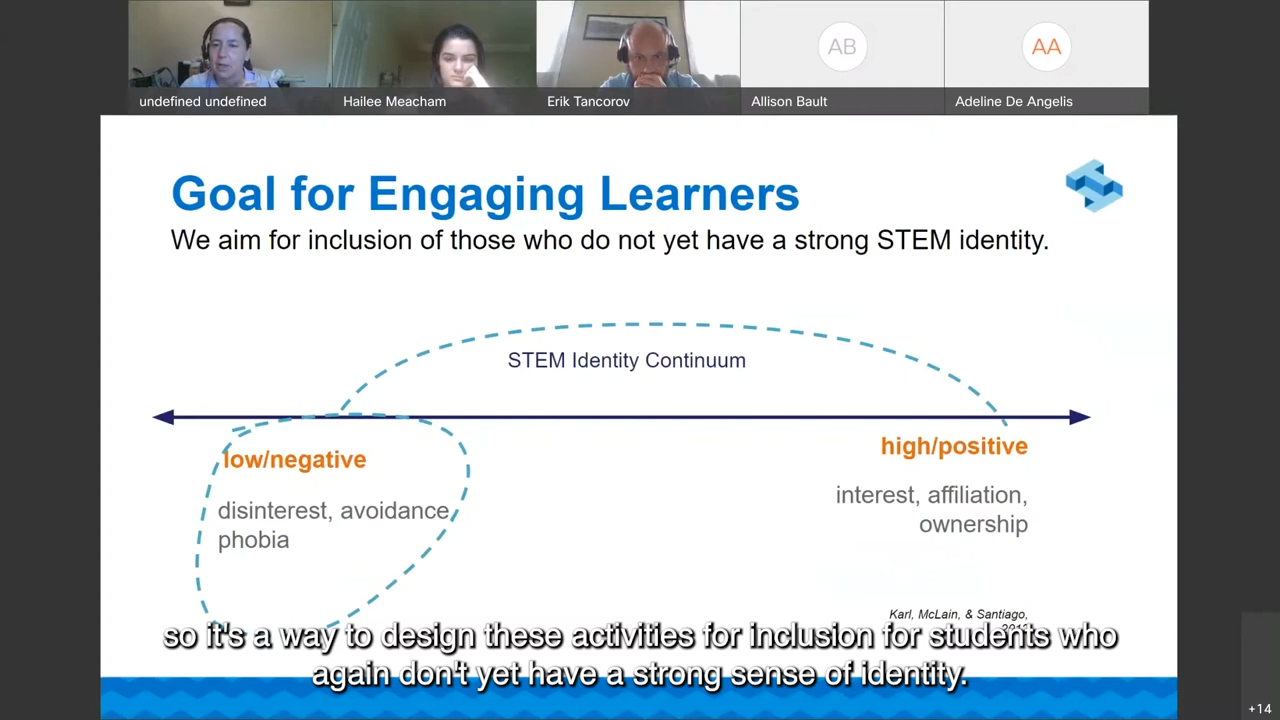 undefined undefined
Hailee Meacham
Erik Tancorov
AB
Allison Bault
AA
Adeline De Angelis
Goal for Engaging Learners
We aim for inclusion of those who do not yet have a strong STEM identity.
STEM Identity Continuum
low/negative
high/positive
disinterest, avoidance,
phobia
interest, affiliation,
ownership
Karl, McLain, & Santiago,
so it's a way to design these activities for inclusion for students who
again don't yet have a strong sense of identity.
+14